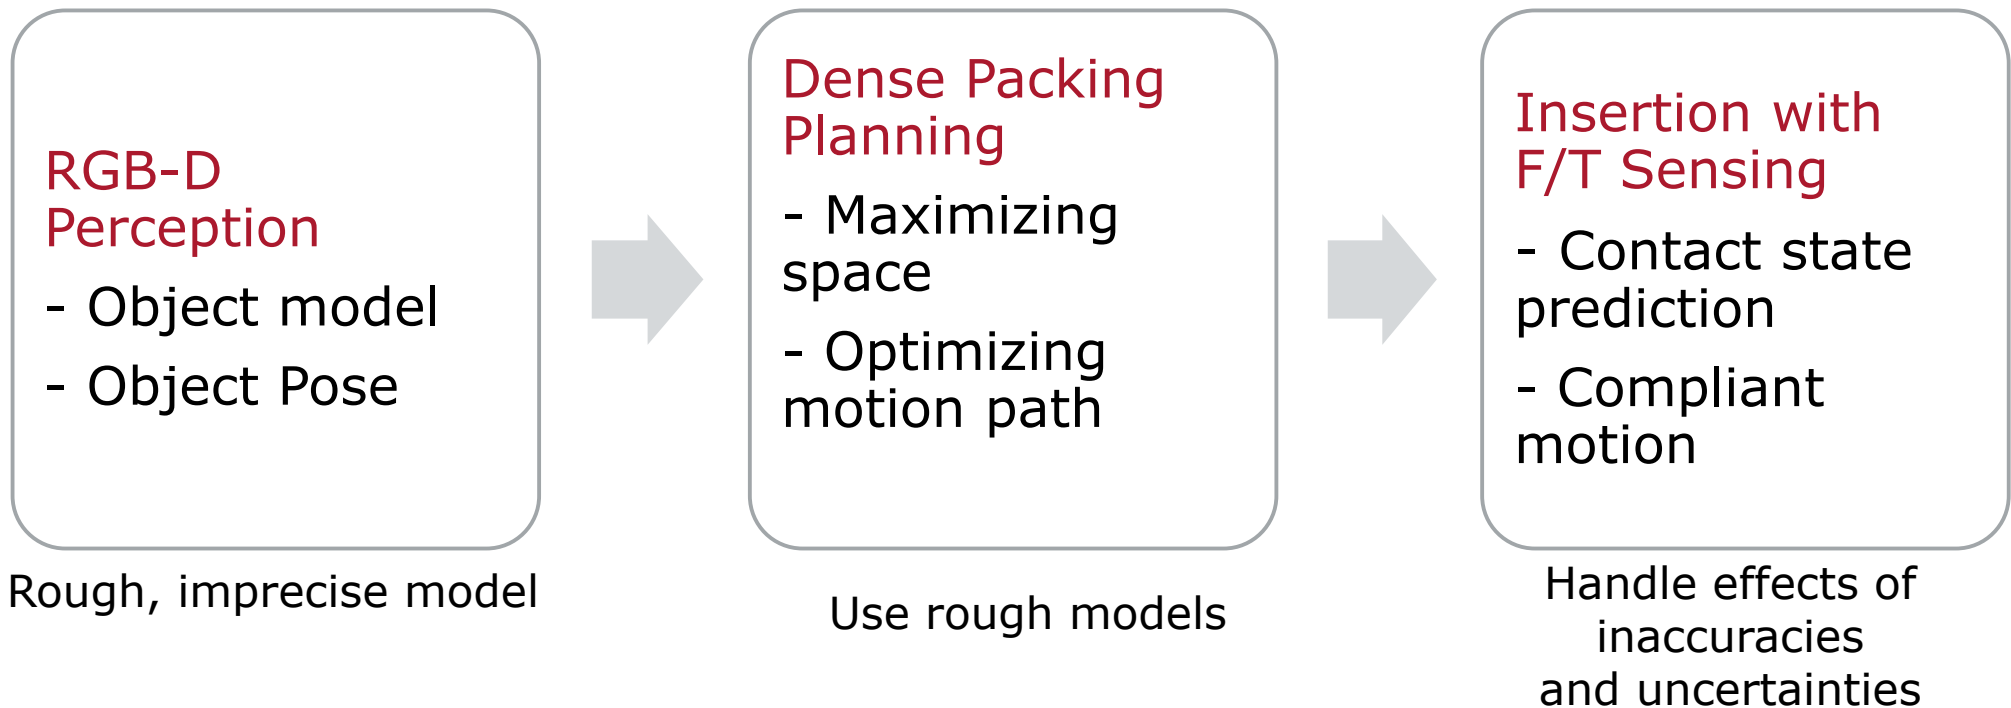 RGB-D
Perception
- Object model
- Object Pose
Rough, imprecise model
Dense Packing
Planning
- Maximizing
space
- Optimizing
motion path
Use rough models
Insertion with
F/T Sensing
- Contact state
prediction
- Compliant
motion
Handle effects of
inaccuracies
and uncertainties